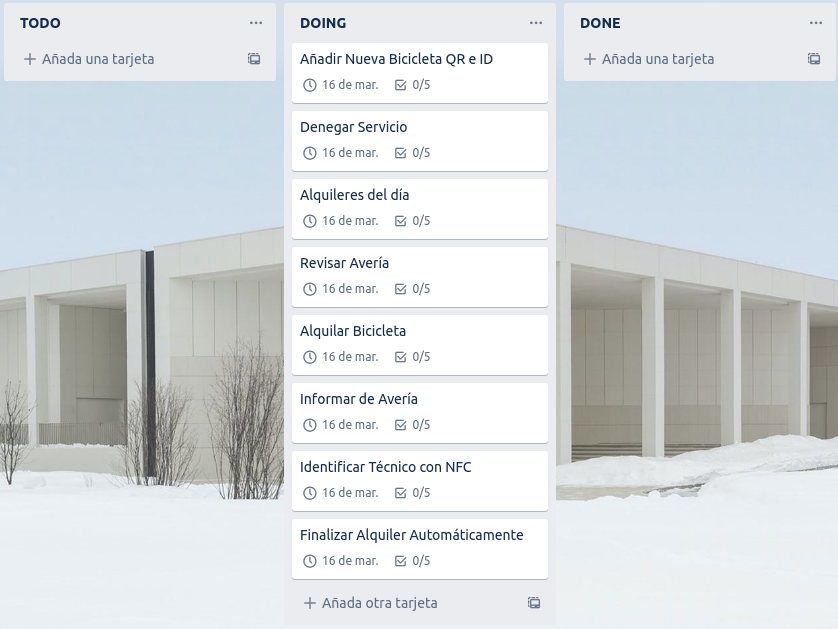 TODO
Añada una tarjeta
DOING
Añadir Nueva Bicicleta QR e ID
16 de mar. 0/5
Denegar Servicio
16 de mar. 0/5
Alquileres del día
16 de mar. 0/5
Revisar Avería
16 de mar. 0/5
Alquilar Bicicleta
16 de mar. 0/5
Informar de Avería
16 de mar. 0/5
Identificar Técnico con NFC
16 de mar. 0/5
Finalizar Alquiler Automáticamente
16 de mar. 0/5
Añada otra tarjeta
DONE
Añada una tarjeta